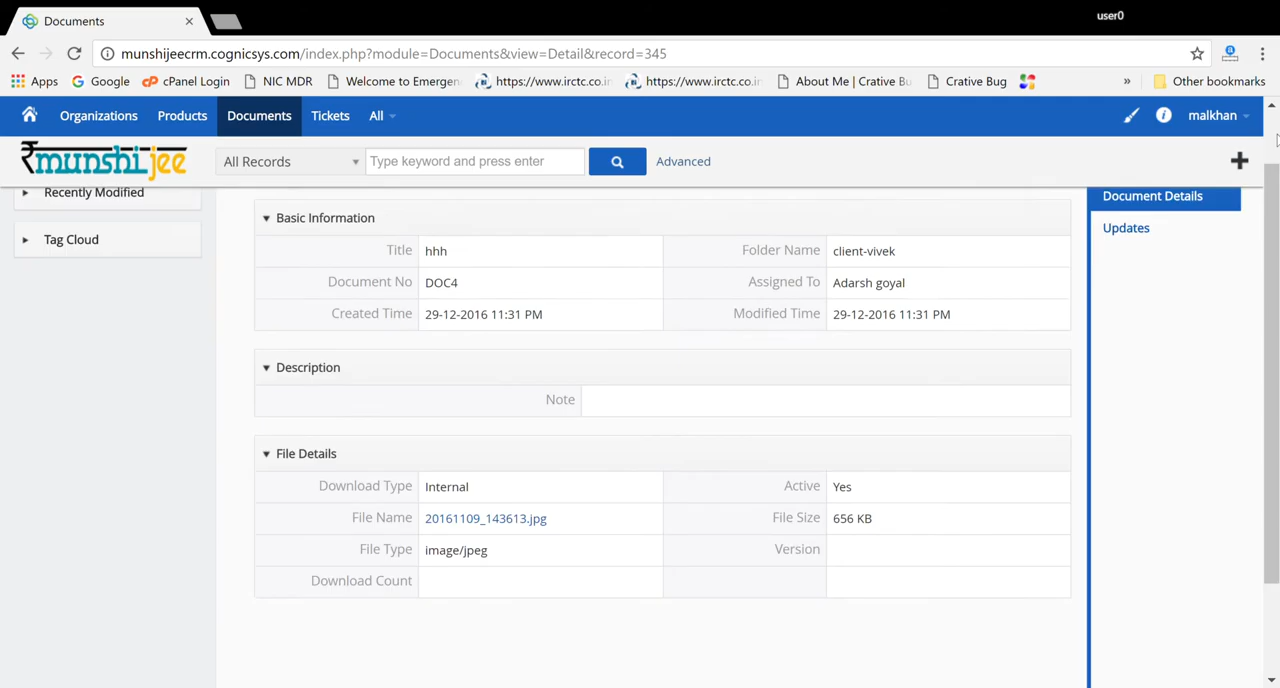 Documents
user0
munshijeecrm.cognicsys.com/index.php?module=Documents&view=Detail&record=345
Apps Google cPanel Login NIC MDR Welcome to Emergen https://www.irctc.co.in https://www.irctc.co.in About Me | Crative Bu Crative Bug » Other bookmarks
Organizations Products Documents Tickets All malkhan
₹munshijee All Records Type keyword and press enter Advanced
Recently Modified Document Details
Tag Cloud Updates
Basic Information
Title hhh Folder Name client-vivek
Document No DOC4 Assigned To Adarsh goyal
Created Time 29-12-2016 11:31 PM Modified Time 29-12-2016 11:31 PM
Description
Note
File Details
Download Type Internal Active Yes
File Name 20161109_143613.jpg File Size 656 KB
File Type image/jpeg Version
Download Count